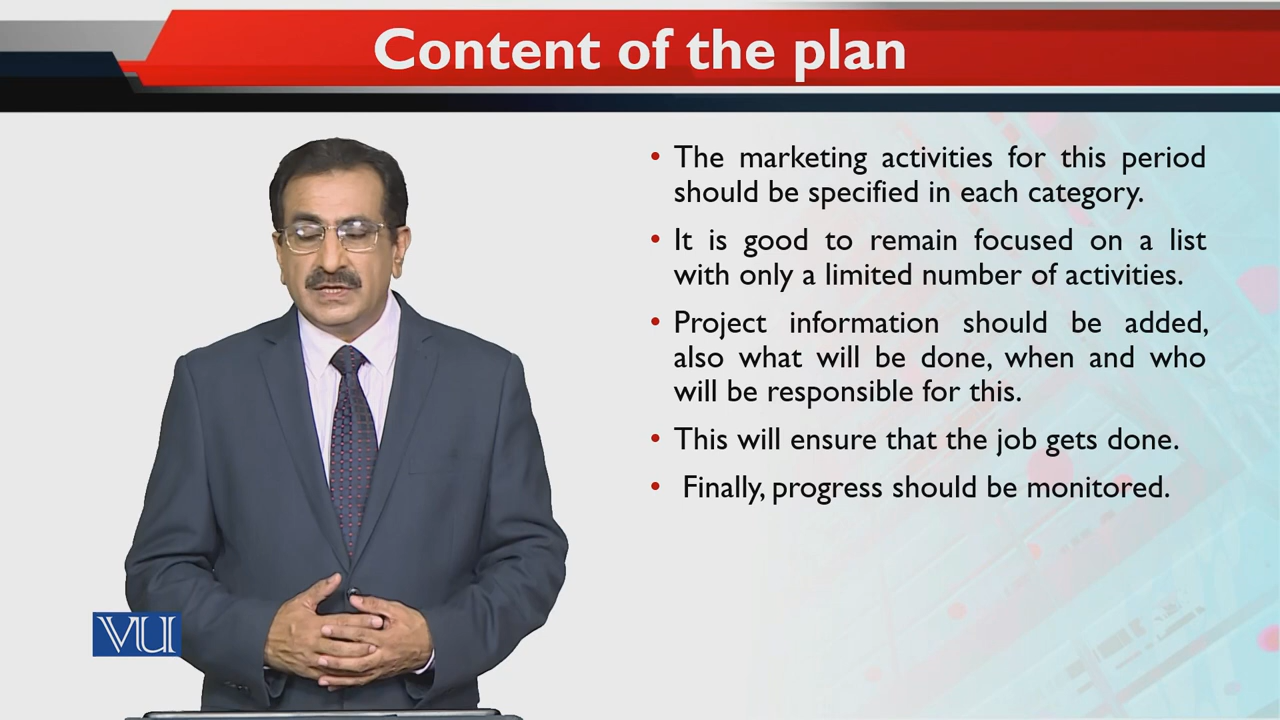 Content of the plan
• The marketing activities for this period
should be specified in each category.
• It is good to remain focused on a list
with only a limited number of activities.
• Project information should be added,
also what will be done, when and who
will be responsible for this.
• This will ensure that the job gets done.
• Finally, progress should be monitored.
VU